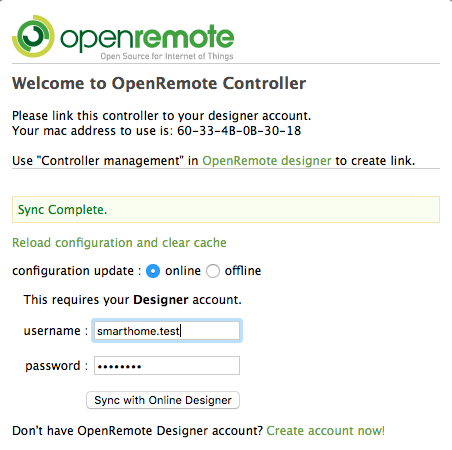 openremote
Open Source for Internet of Things
Welcome to OpenRemote Controller
Please link this controller to your designer account.
Your mac address to use is: 60-33-4B-0B-30-18
Use "Controller management" in OpenRemote designer to create link.
Sync Complete.
Reload configuration and clear cache
configuration update : online offline
This requires your Designer account.
username : smarthome.test
password : ••••••••
Sync with Online Designer
Don't have OpenRemote Designer account? Create account now!